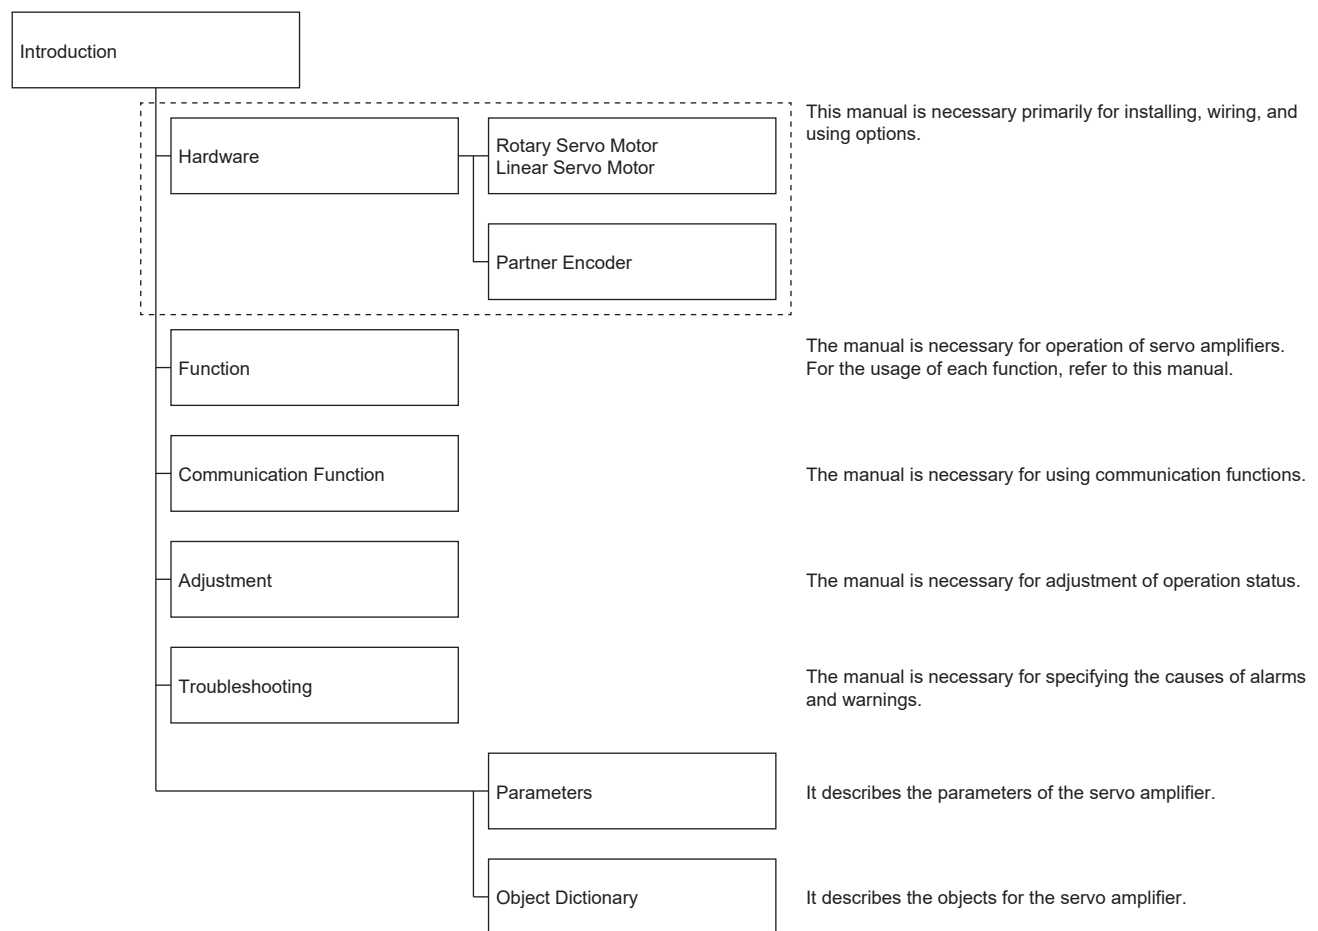 Introduction
This manual is necessary primarily for installing, wiring, and
using options.
Hardware
Rotary Servo Motor
Linear Servo Motor
Partner Encoder
Function
The manual is necessary for operation of servo amplifiers.
For the usage of each function, refer to this manual.
Communication Function
The manual is necessary for using communication functions.
Adjustment
The manual is necessary for adjustment of operation status.
Troubleshooting
The manual is necessary for specifying the causes of alarms
and warnings.
Parameters
It describes the parameters of the servo amplifier.
Object Dictionary
It describes the objects for the servo amplifier.